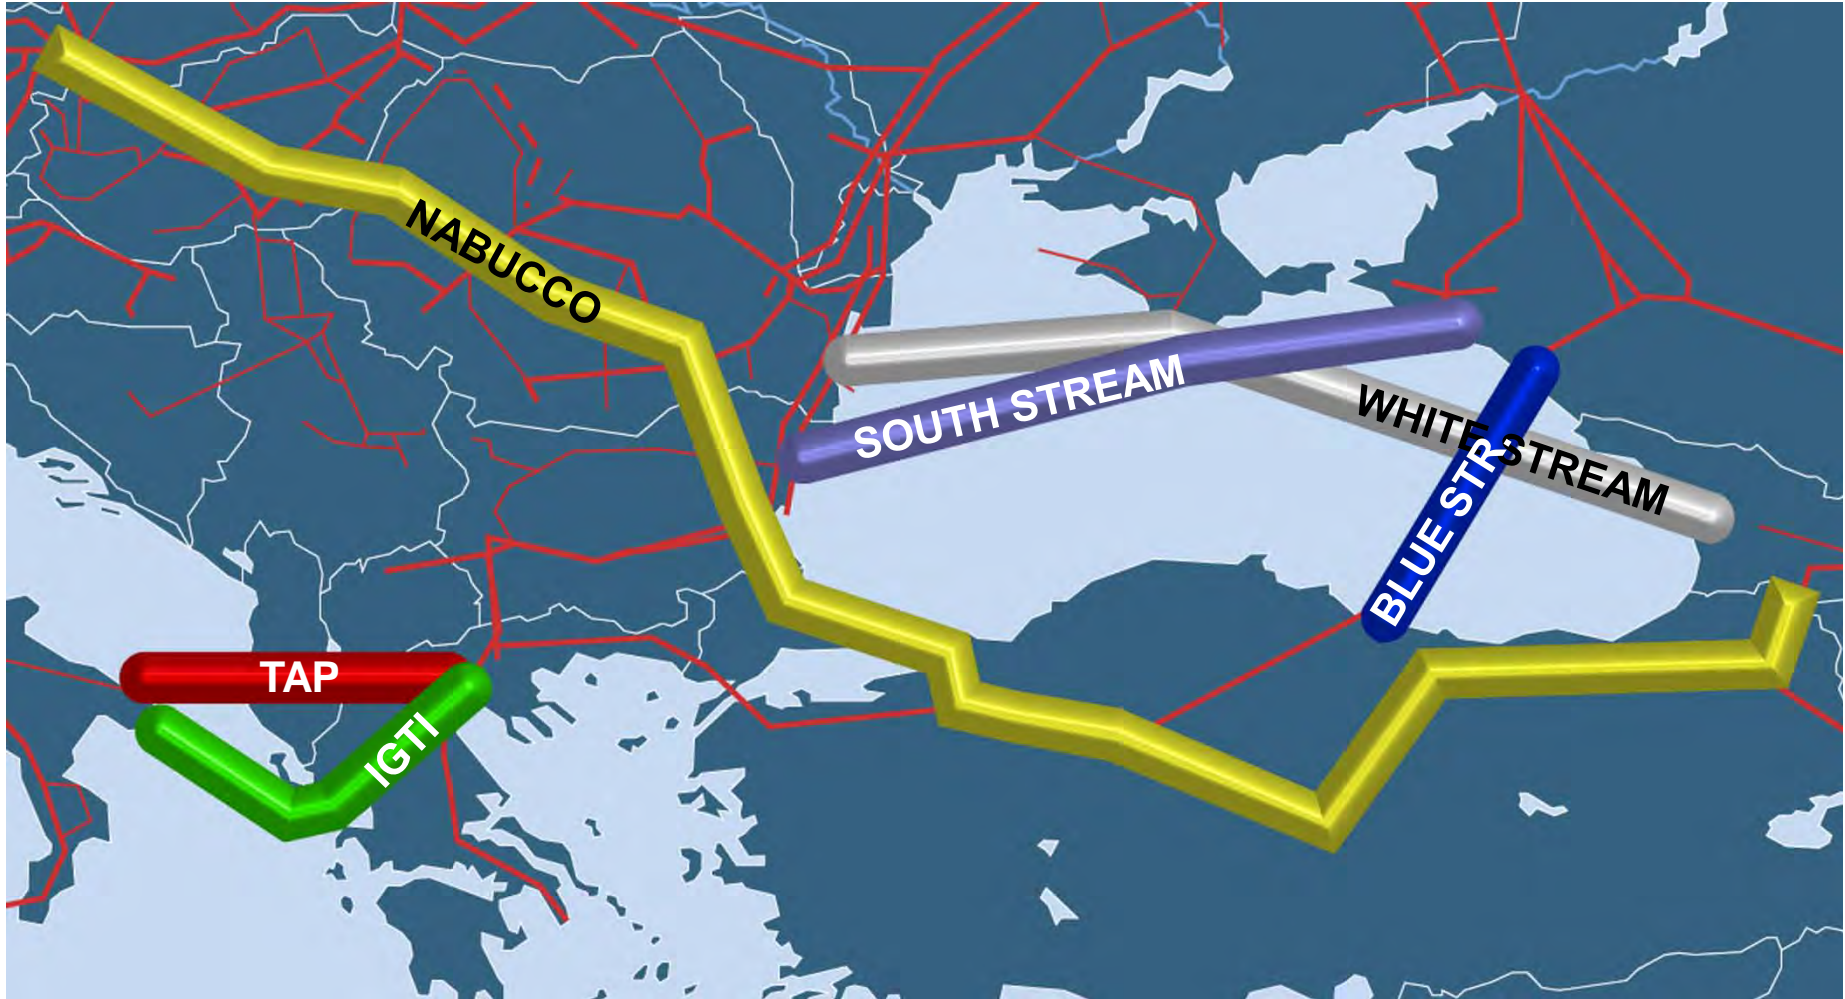 NABUCCO
SOUTH STREAM
WHITE STREAM
BLUE STR.
TAP
IGTI